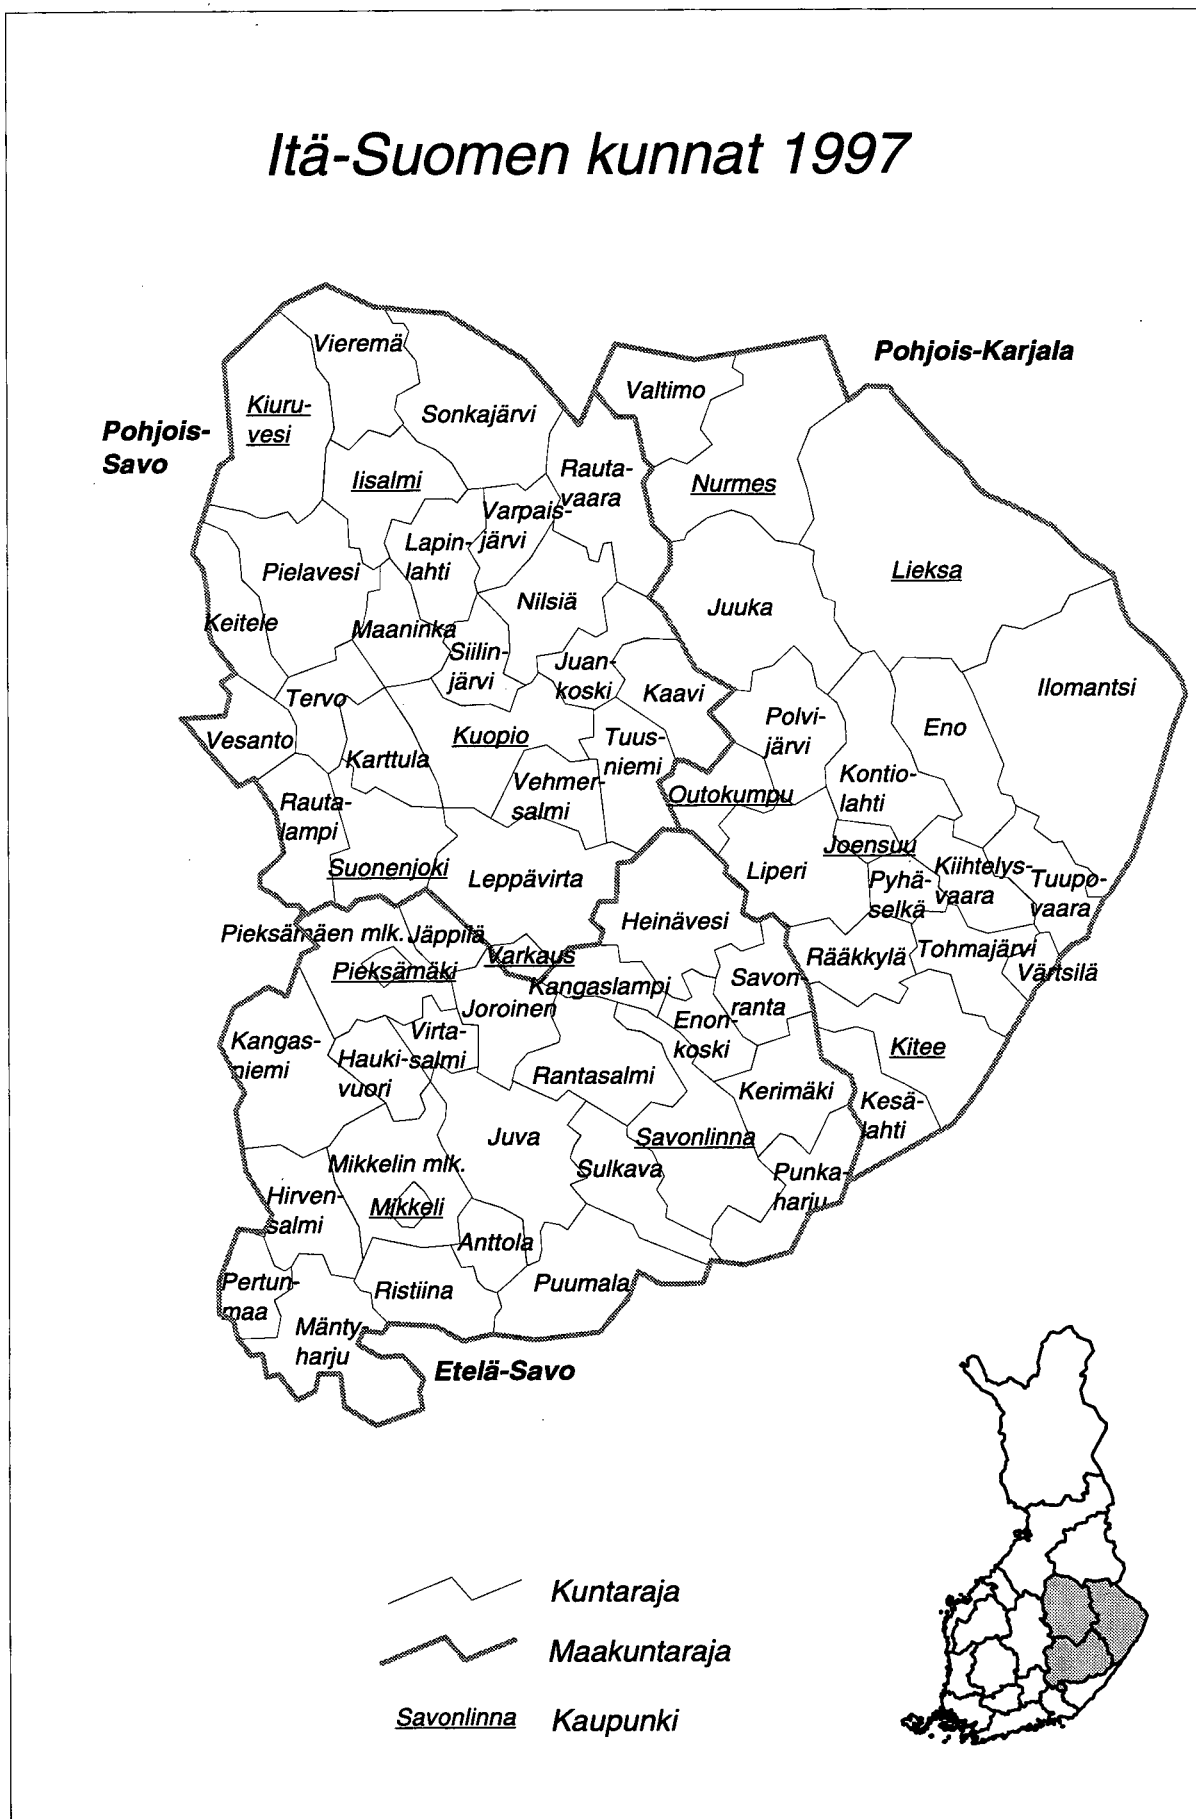 Itä-Suomen kunnat 1997
Pohjois-Karjala
Pohjois-
Savo
Vieremä
Kiuru-
vesi
Sonkajärvi
Valtimo
Iisalmi
Rauta-
vaara
Nurmes
Varpais-
järvi
Lapin-
lahti
Pielavesi
Lieksa
Nilsiä
Juuka
Keitele
Maaninka
Siilin-
järvi
Juan-
koski
Kaavi
Ilomantsi
Tervo
Polvi-
järvi
Eno
Vesanto
Kuopio
Tuus-
niemi
Karttula
Vehmer-
salmi
Kontio-
lahti
Outokumpu
Rauta-
lampi
Joensuu
Suonenjoki
Leppävirta
Liperi
Pyhä-
selkä
Kiihtelys-
vaara
Tuupo-
vaara
Heinävesi
Pieksämäen mlk.
Jäppilä
Varkaus
Rääkkylä
Tohmajärvi
Värtsilä
Pieksämäki
Kangaslampi
Savon-
ranta
Joroinen
Enon-
koski
Kangas-
niemi
Virta-
salmi
Hauki-
vuori
Kitee
Rantasalmi
Kerimäki
Kesä-
lahti
Juva
Savonlinna
Mikkelin mlk.
Sulkava
Punka-
harju
Hirven-
salmi
Mikkeli
Anttola
Pertun-
maa
Ristiina
Puumala
Mänty-
harju
Etelä-Savo
Kuntaraja
Maakuntaraja
Savonlinna Kaupunki